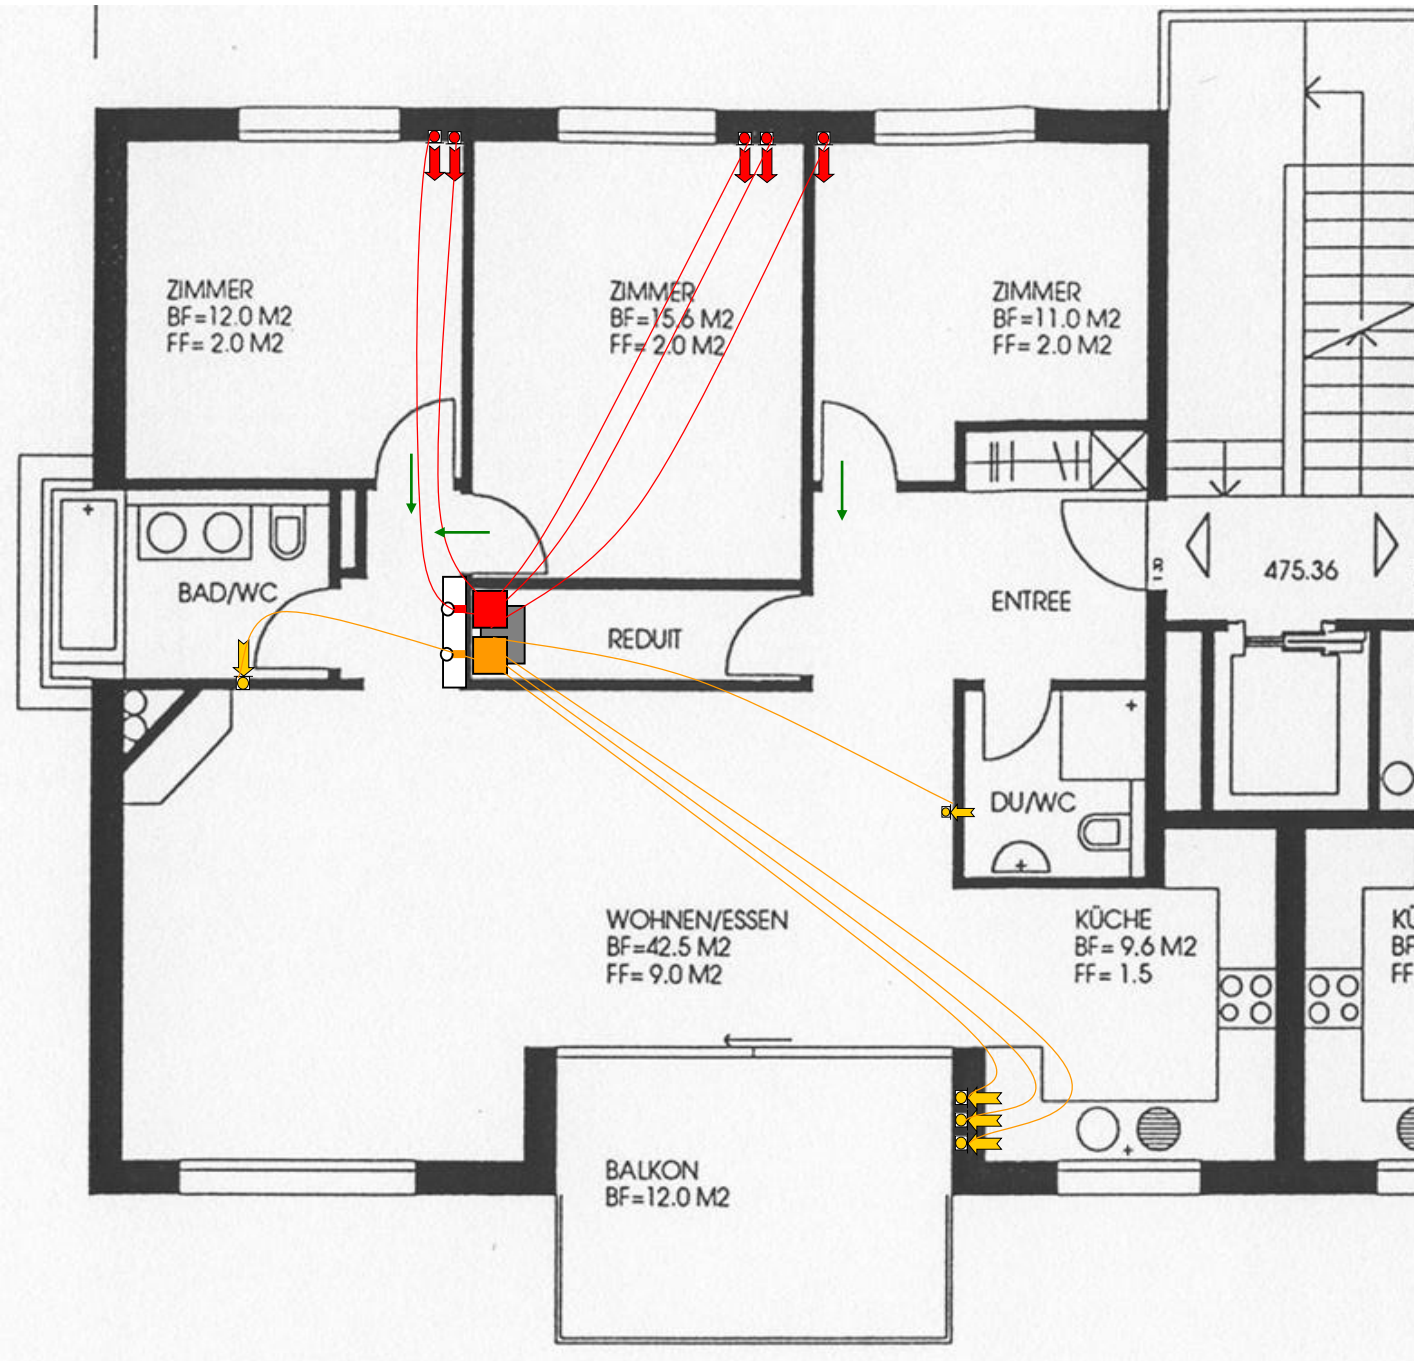 ZIMMER
BF=12.0 M2
FF= 2.0 M2
ZIMMER
BF=15.6 M2
FF= 2.0 M2
ZIMMER
BF=11.0 M2
FF= 2.0 M2
BAD/WC
REDUIT
ENTREE
R
475.36
DU/WC
WOHNEN/ESSEN
BF=42.5 M2
FF= 9.0 M2
KÜCHE
BF= 9.6 M2
FF= 1.5
KÜ
BF
FF
BALKON
BF=12.0 M2